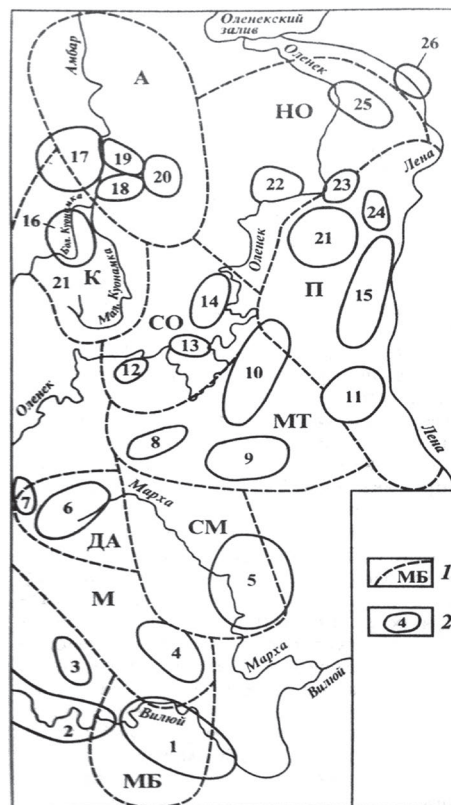 Оленекский
залив
Оленек
26
Амбар
А
НО
25
Лена
17
19
18
20
22
23
24
16
Бол. Куонамка
21
К
Мал. Куонамка
Оленек
21
П
14
15
СО
13
12
10
11
Оленек
8
МТ
9
Лена
7
6
Марха
ДА
СМ
М
5
МБ
1
4
2
3
4
Марха
Вилюй
2
Вилюй
1
МБ